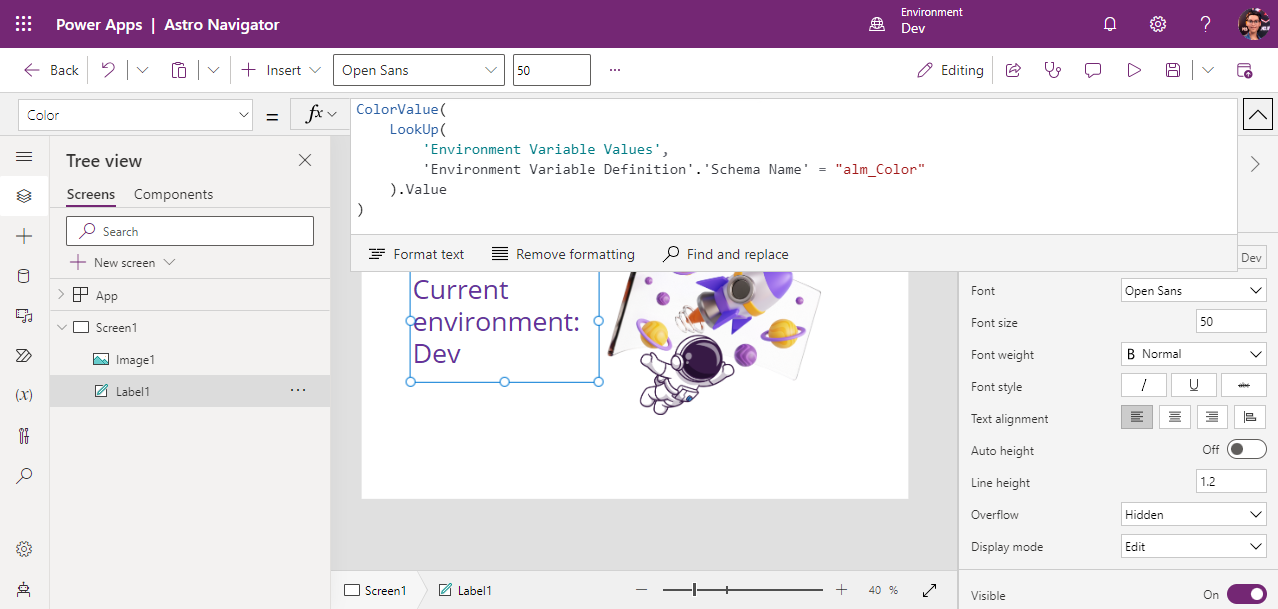 Power Apps | Astro Navigator
Environment
Dev
?
Back
Insert
Open Sans
50
...
Editing
Color
=
fx
ColorValue(
LookUp(
'Environment Variable Values',
'Environment Variable Definition'.'Schema Name' = "alm_Color"
).Value
)
Format text
Remove formatting
Find and replace
Tree view
Screens
Components
Search
New screen
App
Screen1
Image1
Label1
...
(x)
Current
environment:
Dev
Dev
Font
Open Sans
Font size
50
Font weight
B Normal
Font style
/
U
abc
Text alignment
Auto height
Off
Line height
1.2
Overflow
Hidden
Display mode
Edit
Visible
On
Screen1
Label1
40 %